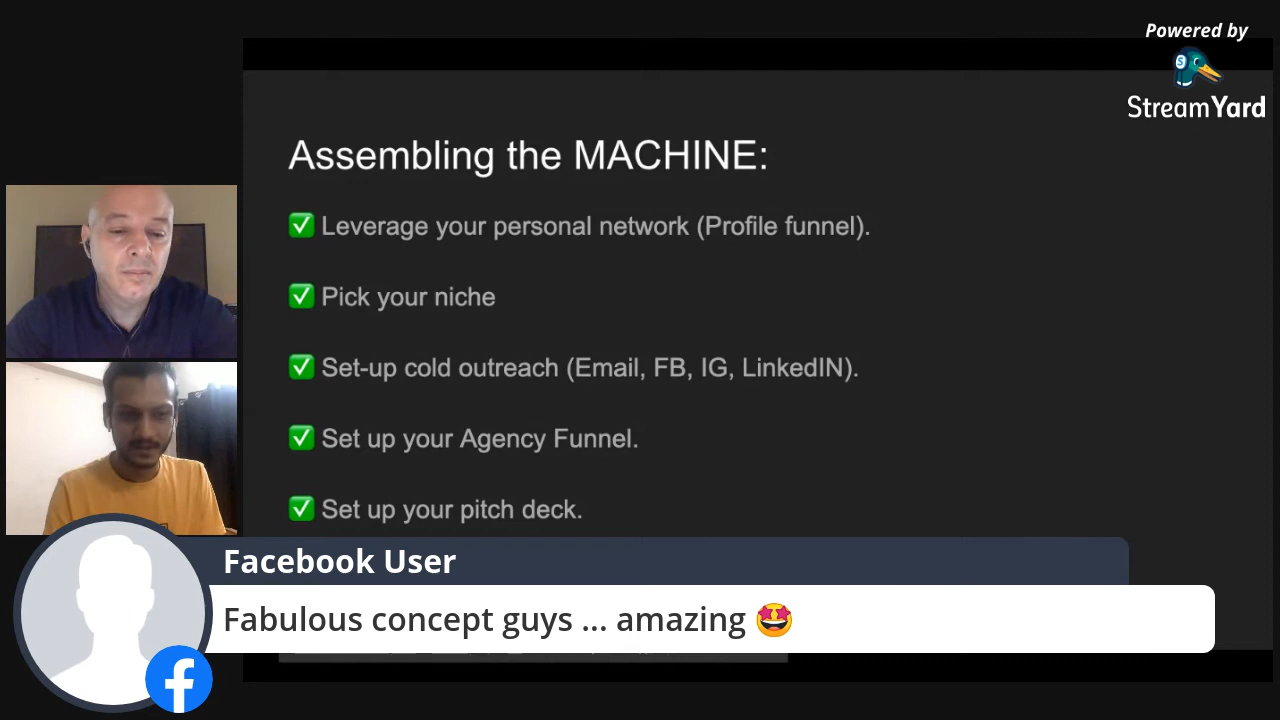 Powered by
StreamYard
Assembling the MACHINE:
✅ Leverage your personal network (Profile funnel).
✅ Pick your niche
✅ Set-up cold outreach (Email, FB, IG, LinkedIN).
✅ Set up your Agency Funnel.
✅ Set up your pitch deck.
Facebook User
Fabulous concept guys ... amazing 🤩